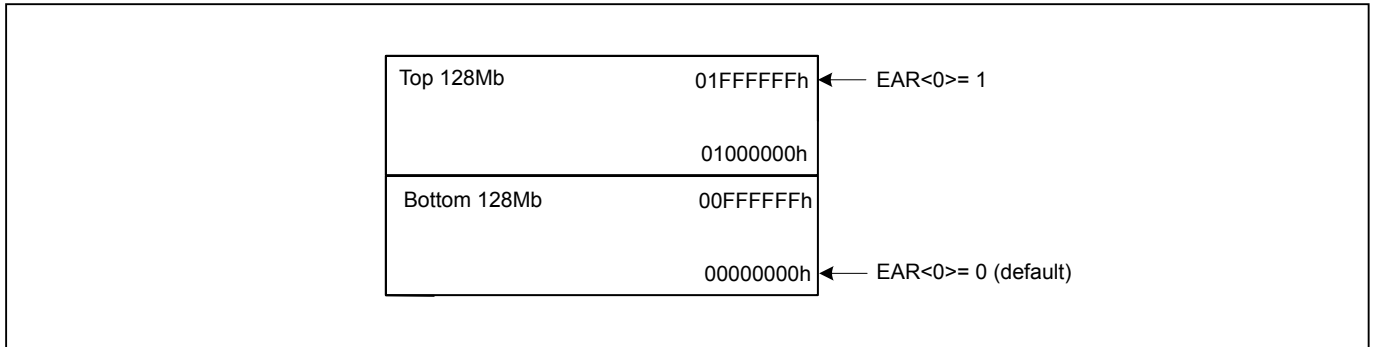 Top 128Mb 01FFFFFFh EAR<0>= 1
01000000h
Bottom 128Mb 00FFFFFFh
00000000h EAR<0>= 0 (default)